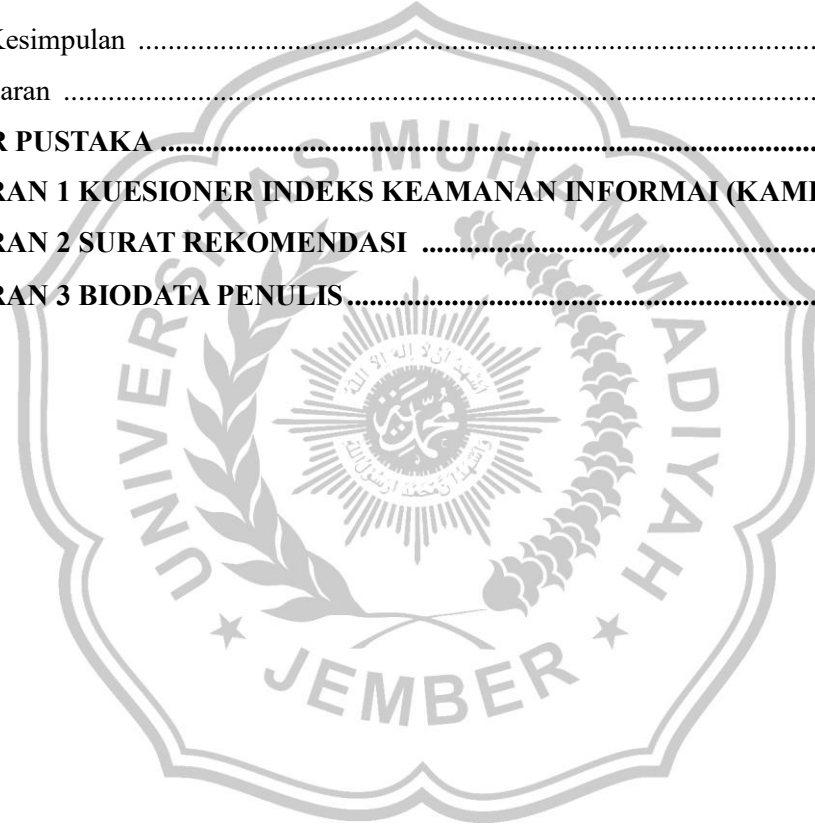 Kesimpulan ..........................................................................................
aran ......................................................................................................
R PUSTAKA .........................................................................................
RAN 1 KUESIONER INDEKS KEAMANAN INFORMAI (KAMI
RAN 2 SURAT REKOMENDASI ......................................................
RAN 3 BIODATA PENULIS ................................................................
UNIVERSITAS MUHAMMADIYAH
JEMBER